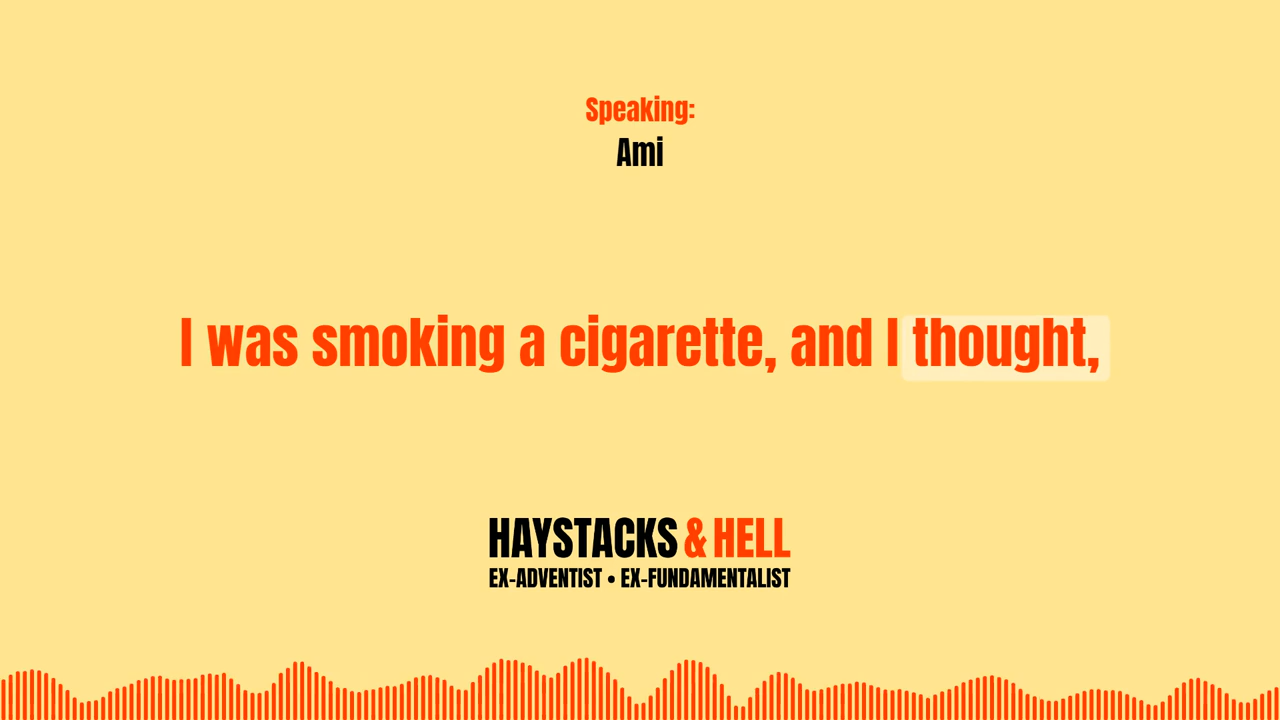 Speaking:
Ami
I was smoking a cigarette, and I thought,
HAYSTACKS & HELL
EX-ADVENTIST • EX-FUNDAMENTALIST